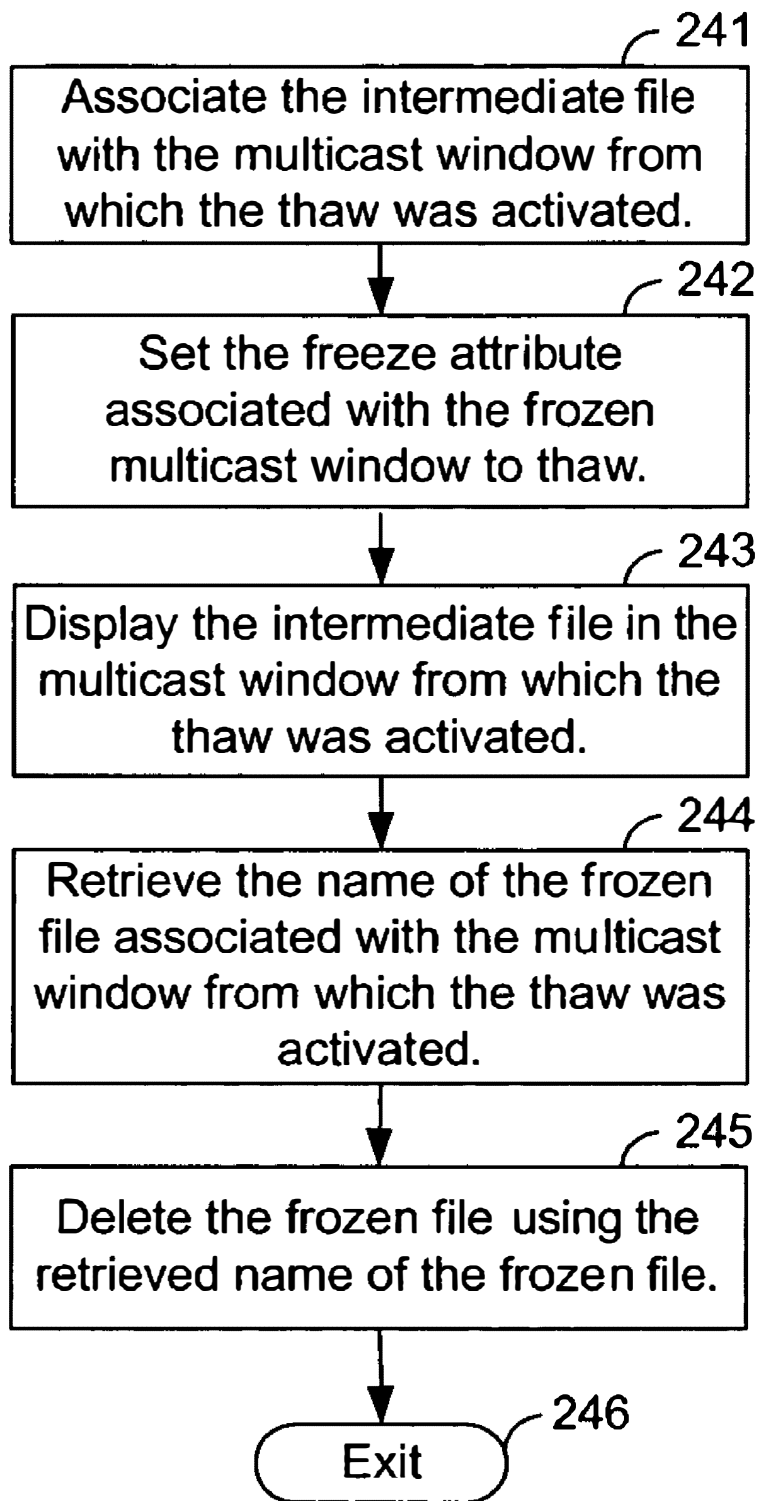 241
Associate the intermediate file
with the multicast window from
which the thaw was activated.
242
Set the freeze attribute
associated with the frozen
multicast window to thaw.
243
Display the intermediate file in the
multicast window from which the
thaw was activated.
244
Retrieve the name of the frozen
file associated with the multicast
window from which the thaw was
activated.
245
Delete the frozen file using the
retrieved name of the frozen file.
246
Exit